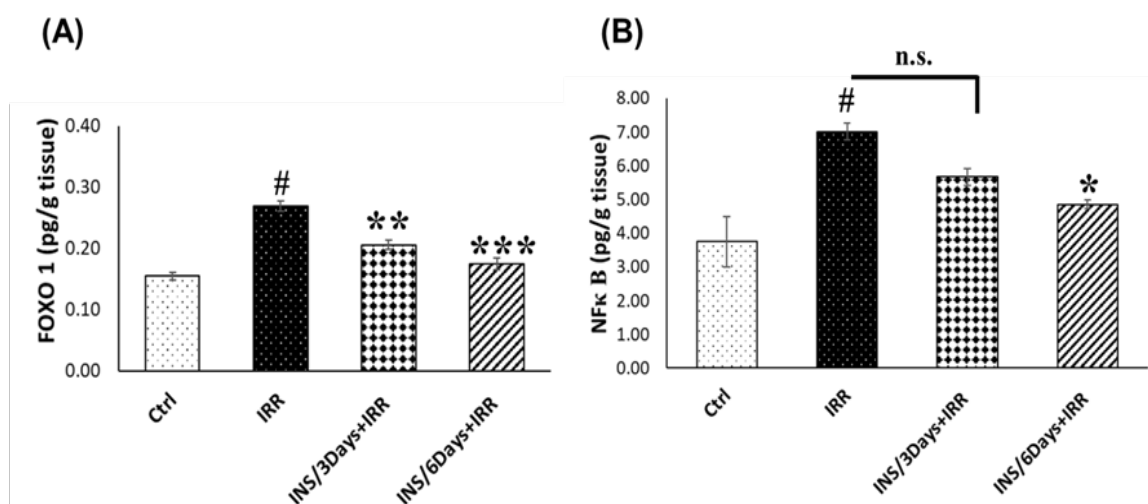 (A)
FOXO 1 (pg/g tissue)
0.40
0.30
0.20
0.10
0.00
#
**
***
Ctrl
IRR
INS/3Days+IRR
INS/6Days+IRR
(B)
n.s.
NFκ B (pg/g tissue)
8.00
7.00
6.00
5.00
4.00
3.00
2.00
1.00
0.00
#
*
Ctrl
IRR
INS/3Days+IRR
INS/6Days+IRR